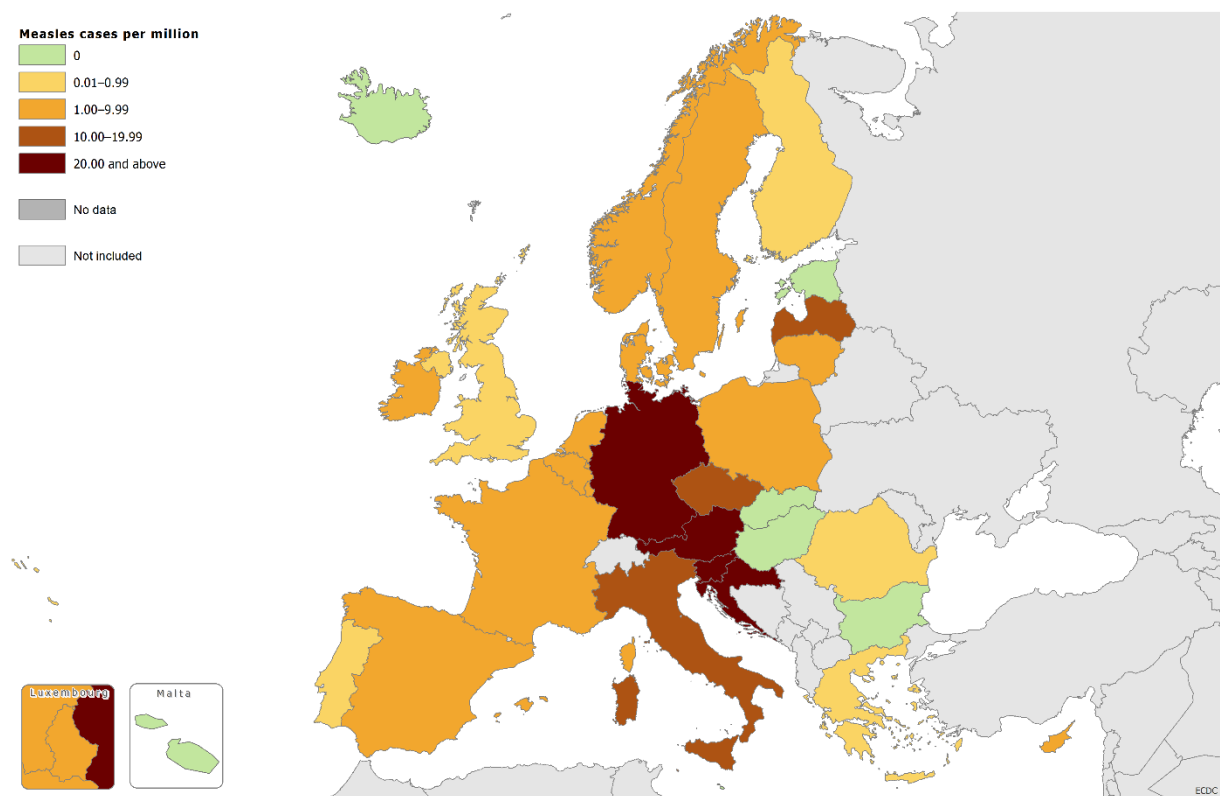 Measles cases per million
0
0.01–0.99
1.00–9.99
10.00–19.99
20.00 and above
No data
Not included
Luxembourg
Malta
ECDC